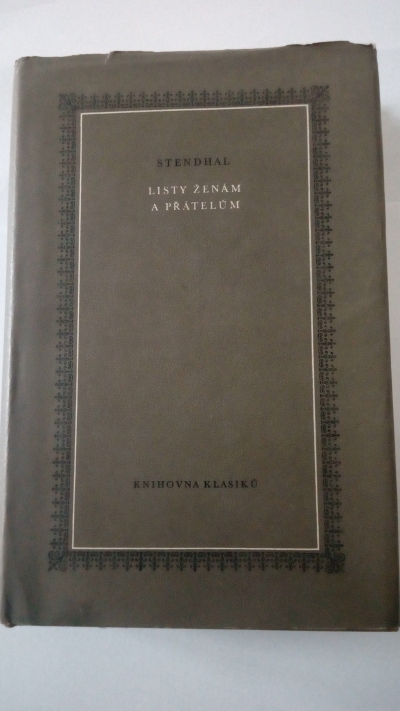 STENDHAL
LISTY ŽENÁM
A PŘÁTELŮM
KNIHOVNA KLASIKŮ